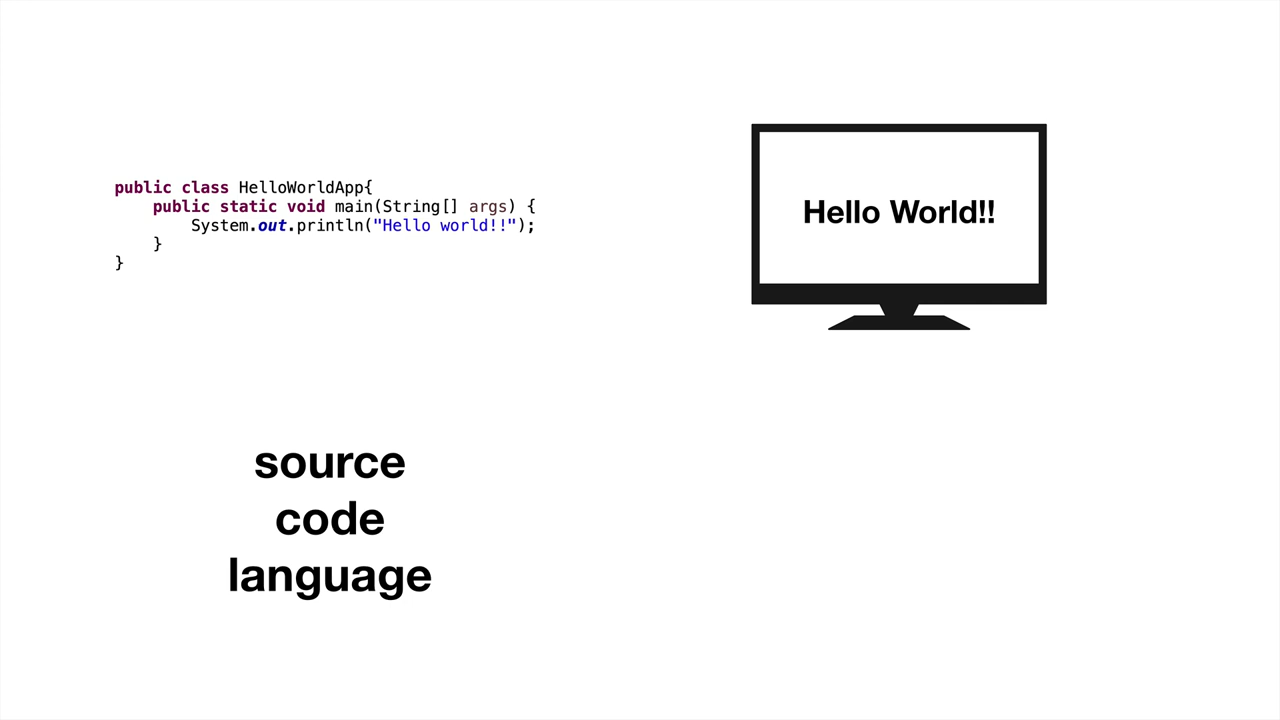 public class HelloWorldApp{
    public static void main(String[] args) {
        System.out.println("Hello world!!");
    }
}
Hello World!!
source
code
language